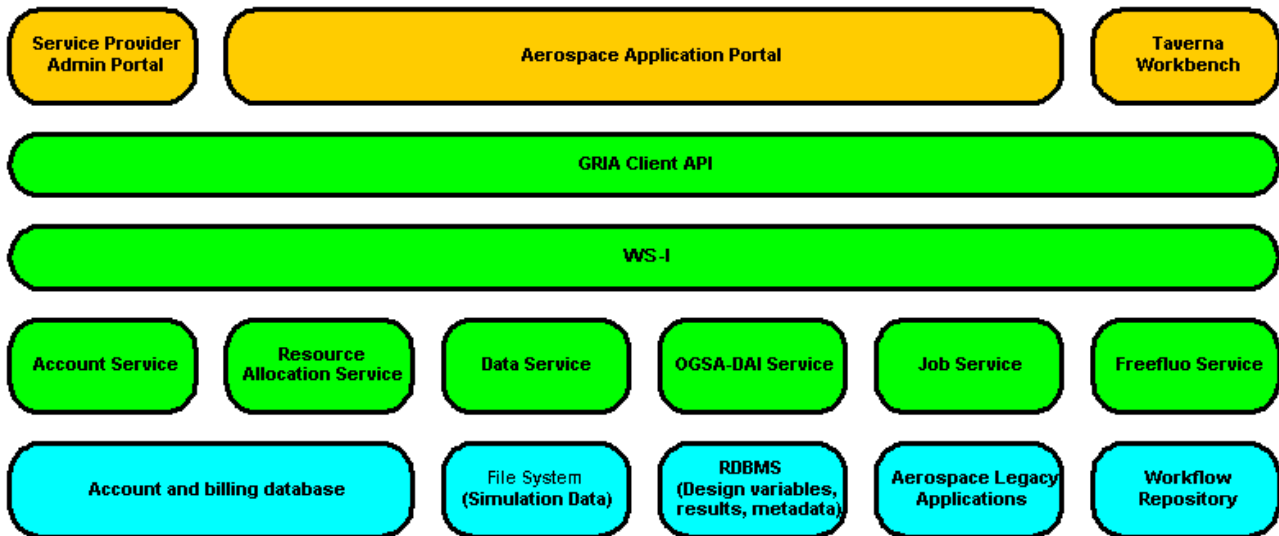 Service Provider
Admin Portal
Aerospace Application Portal
Taverna
Workbench
GRIA Client API
WS-I
Account Service
Resource
Allocation Service
Data Service
OGSA-DAI Service
Job Service
Freefluo Service
Account and billing database
File System
(Simulation Data)
RDBMS
(Design variables,
results, metadata)
Aerospace Legacy
Applications
Workflow
Repository